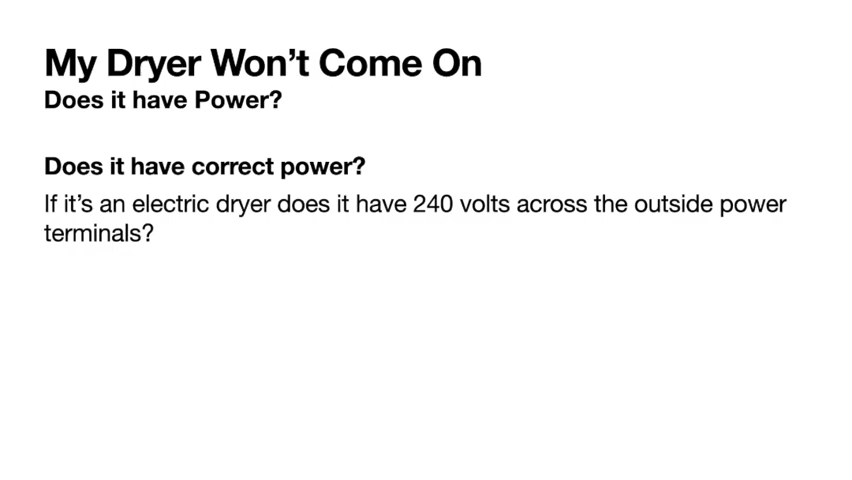 My Dryer Won’t Come On
Does it have Power?
Does it have correct power?
If it’s an electric dryer does it have 240 volts across the outside power
terminals?